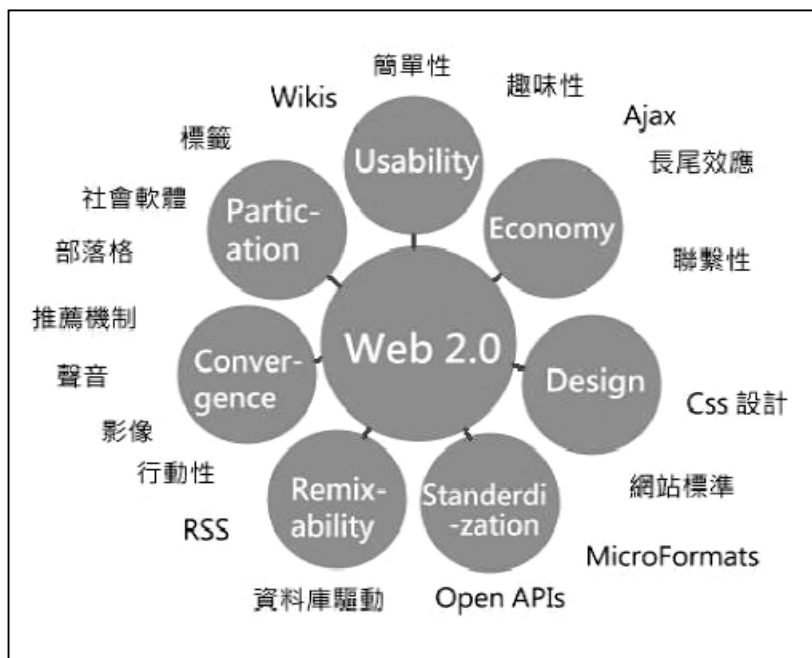 簡單性
趣味性
Wikis
Ajax
標籤
Usability
長尾效應
社會軟體
Partic-
ation
Economy
部落格
聯繫性
推薦機制
Web 2.0
Conver-
gence
Design
聲音
Css 設計
影像
行動性
Remix-
ability
Standerdi
-zation
網站標準
RSS
MicroFormats
資料庫驅動
Open APIs